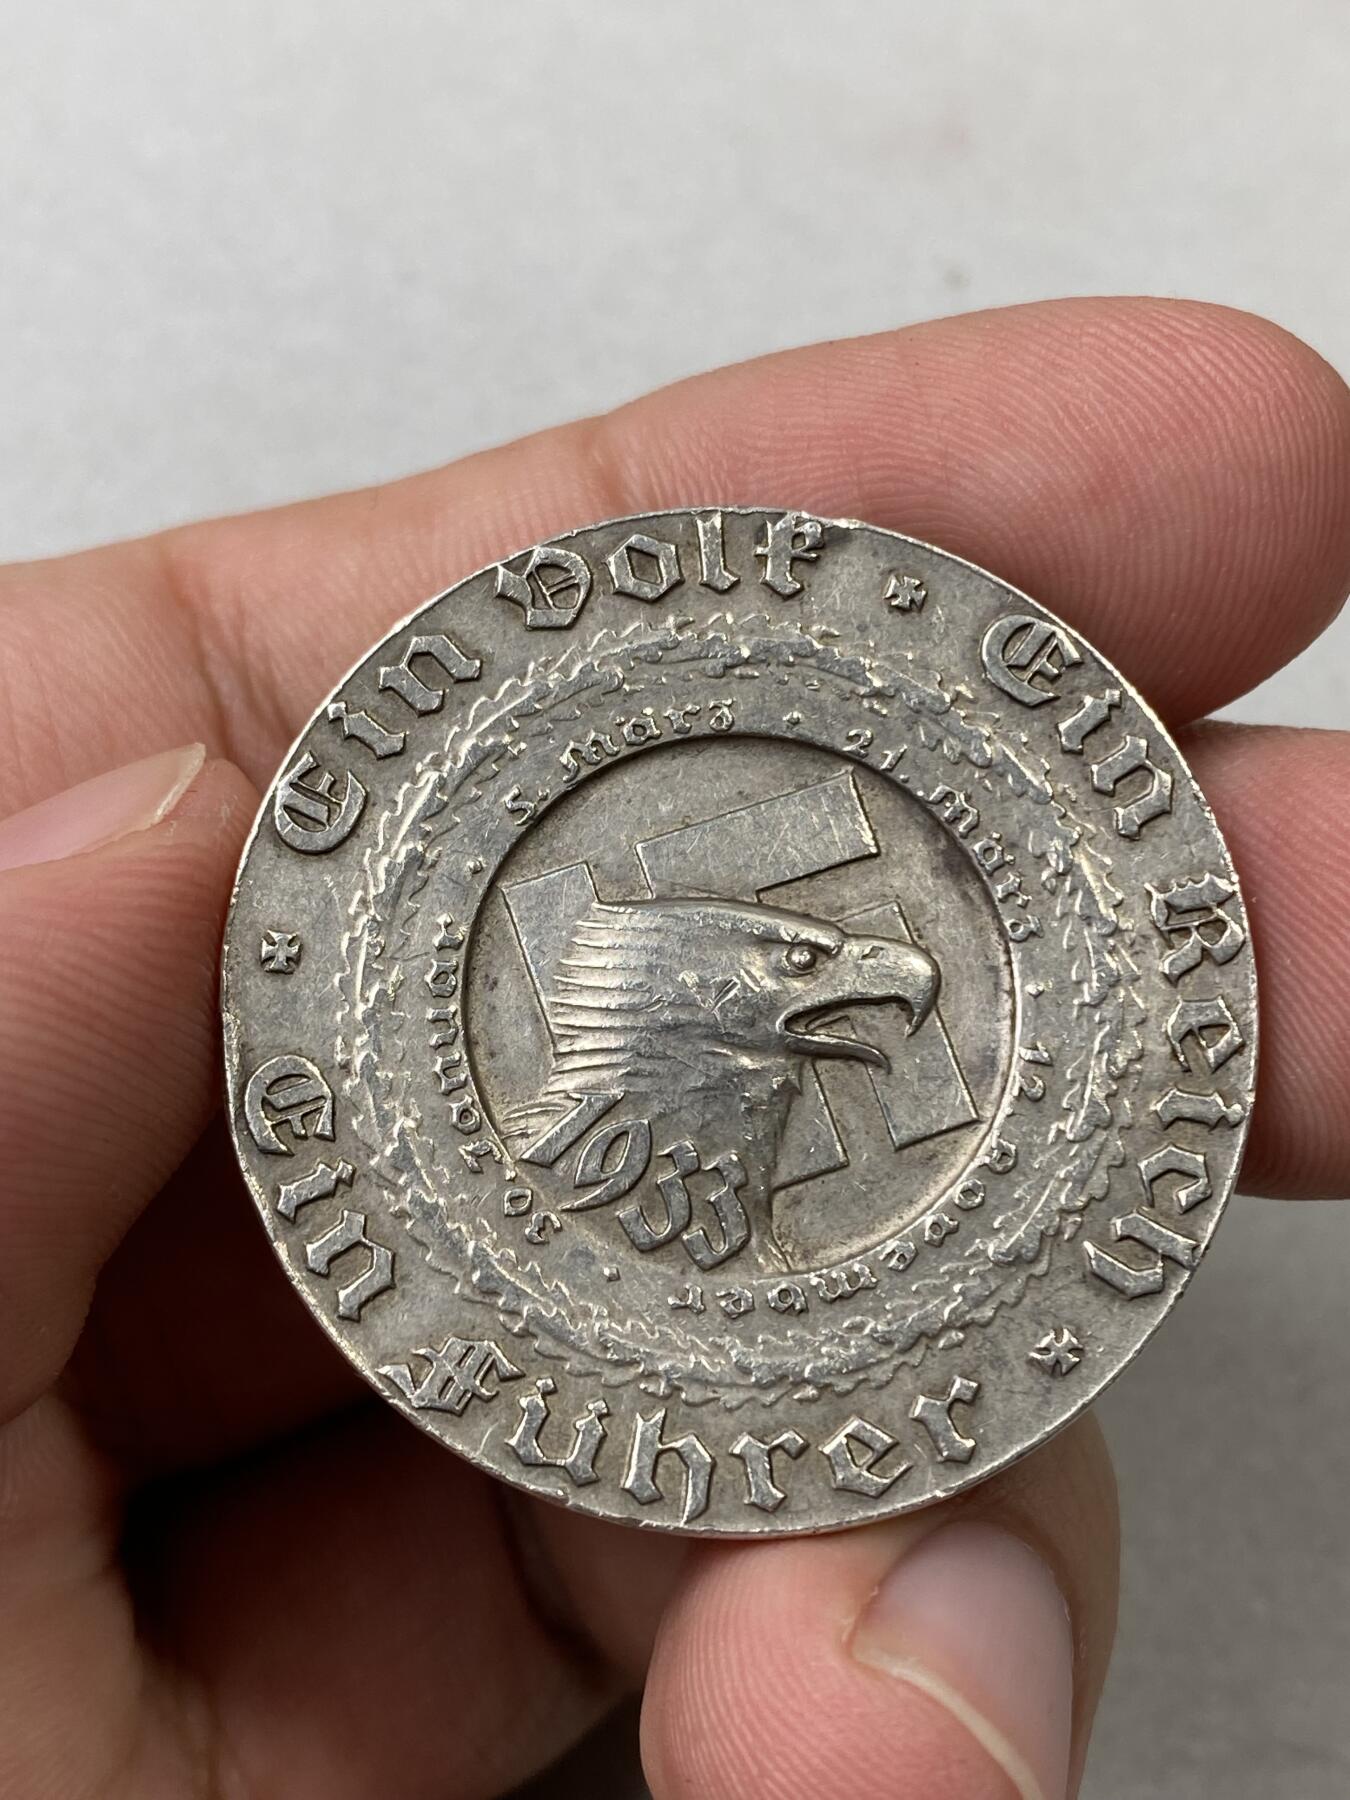 Ein Volk
Ein Reich
Ein Führer
30. Januar
5. März
21. März
12. November
1933